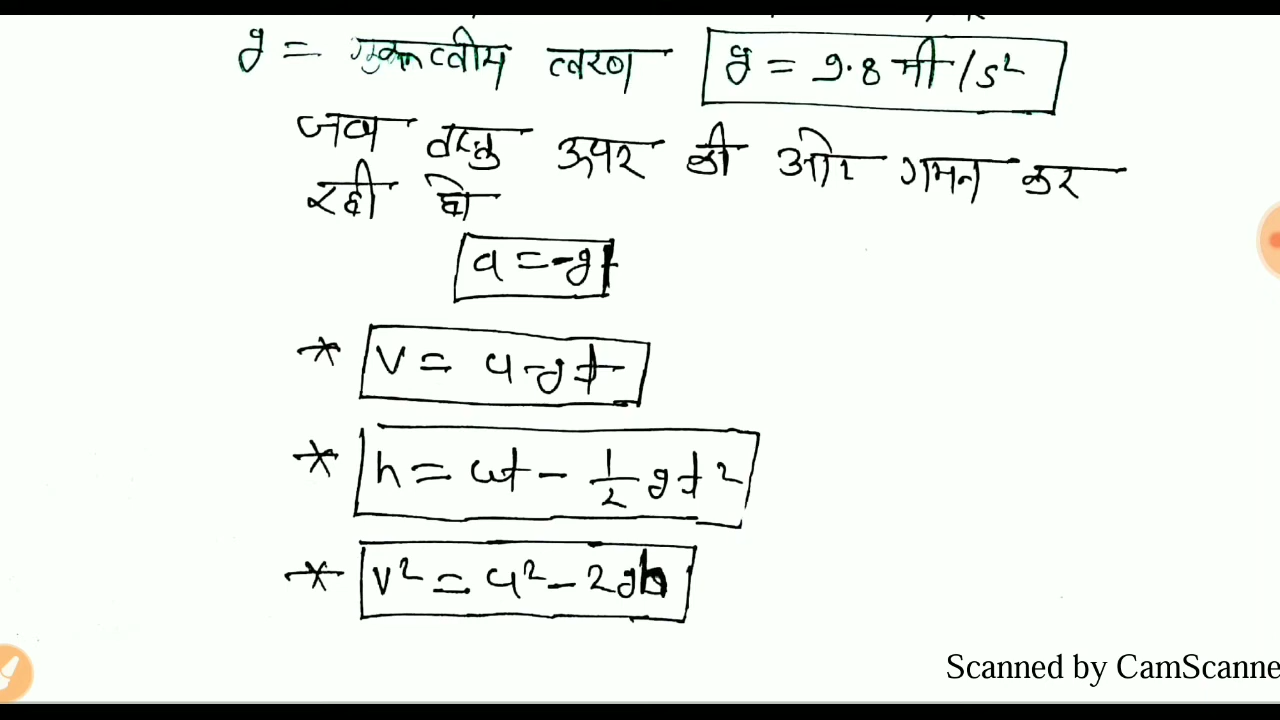 g = गुरुत्वीय त्वरण g = 9.8 मी/s²
जब वस्तु ऊपर की ओर गमन कर
रही हो
a = -g
* v = u - gt
* h = ut - 1/2 gt²
* v² = u² - 2gh
Scanned by CamScanne